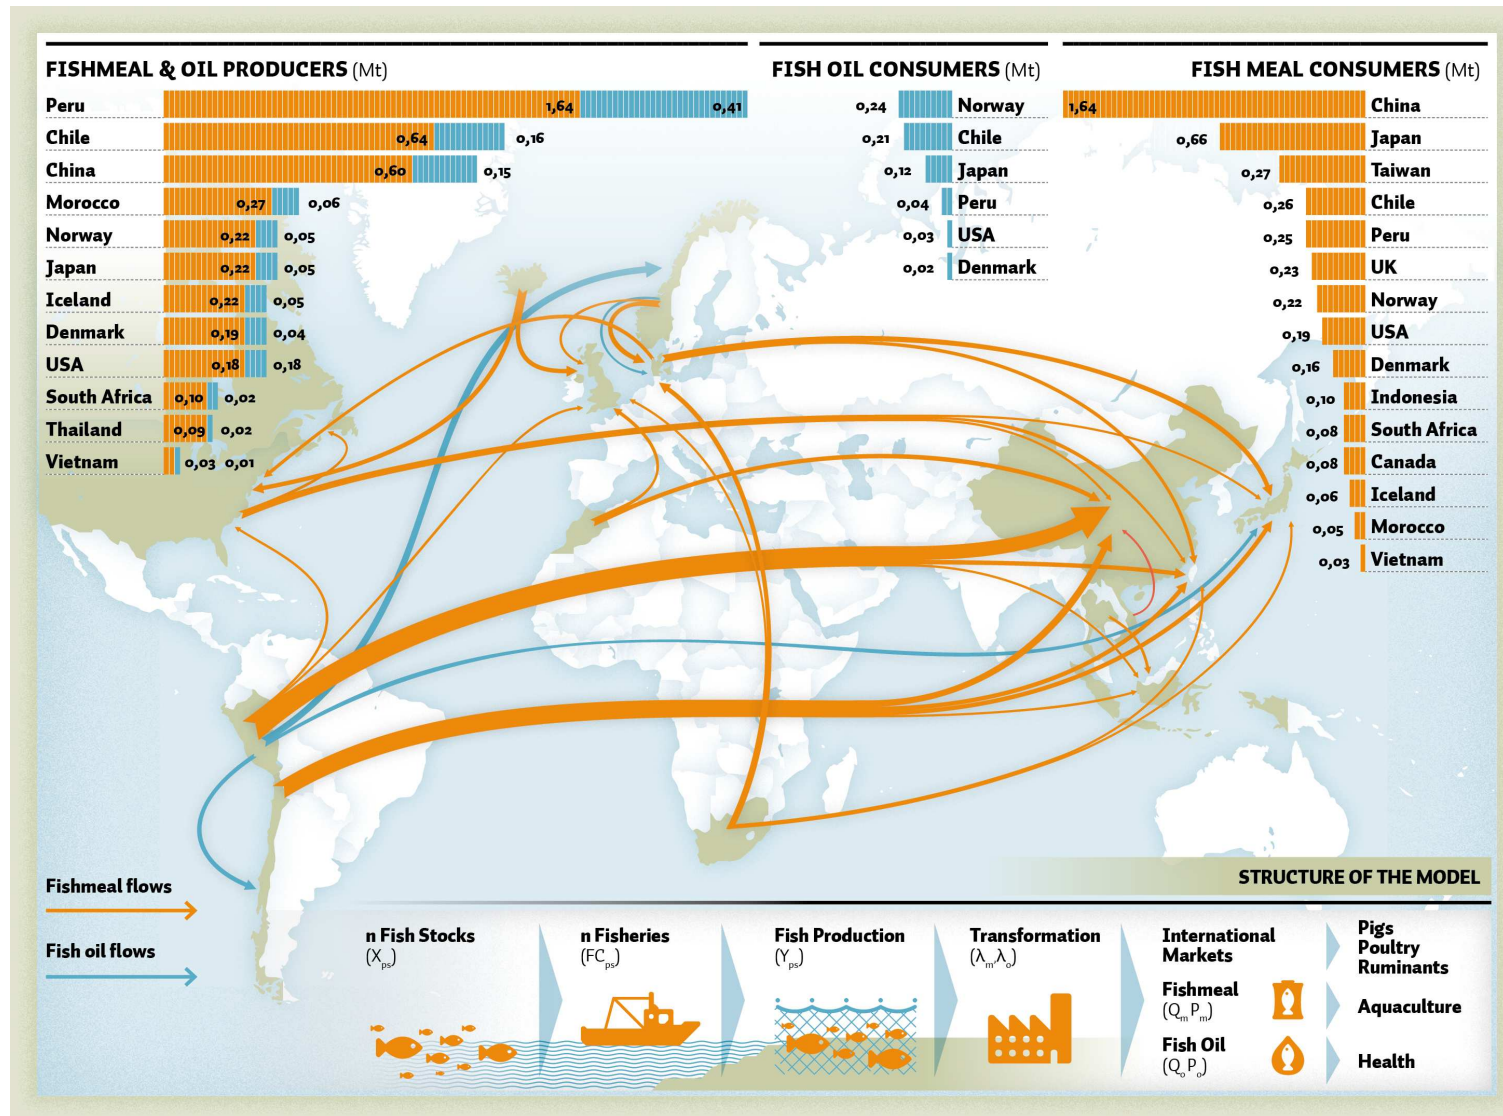 FISHMEAL & OIL PRODUCERS (Mt)
Peru 1,64 0,41
Chile 0,64 0,16
China 0,60 0,15
Morocco 0,27 0,06
Norway 0,22 0,05
Japan 0,22 0,05
Iceland 0,22 0,05
Denmark 0,19 0,04
USA 0,18 0,18
South Africa 0,10 0,02
Thailand 0,09 0,02
Vietnam 0,03 0,01
FISH OIL CONSUMERS (Mt)
0,24 Norway
0,21 Chile
0,12 Japan
0,04 Peru
0,03 USA
0,02 Denmark
FISH MEAL CONSUMERS (Mt)
1,64 China
0,66 Japan
0,27 Taiwan
0,26 Chile
0,25 Peru
0,23 UK
0,22 Norway
0,19 USA
0,16 Denmark
0,10 Indonesia
0,08 South Africa
0,08 Canada
0,06 Iceland
0,05 Morocco
0,03 Vietnam
Fishmeal flows
Fish oil flows
STRUCTURE OF THE MODEL
n Fish Stocks
(Xps)
n Fisheries
(FCps)
Fish Production
(Yps)
Transformation
(λm,λo)
International
Markets
Fishmeal
(QmPm)
Fish Oil
(QoPo)
Pigs
Poultry
Ruminants
Aquaculture
Health